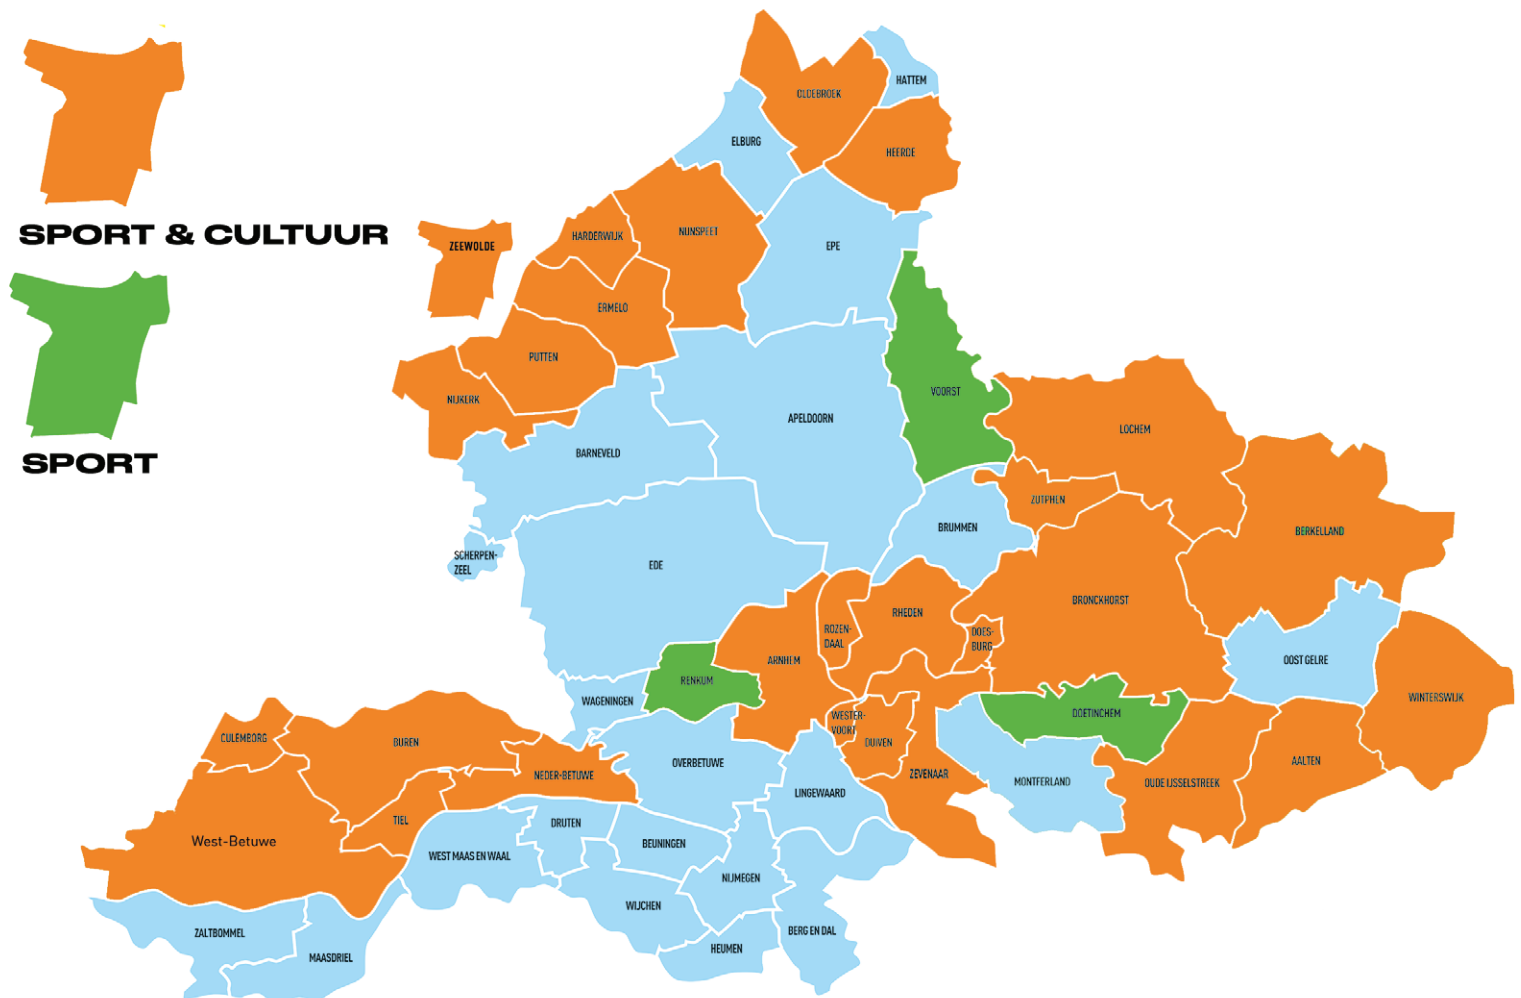 SPORT & CULTUUR
SPORT
HATTEM
OLDEBROEK
ELBURG
HEERDE
ZEEWOLDE
HARDERWIJK
NUNSPEET
EPE
ERMELO
PUTTEN
NIJKERK
VOORST
APELDOORN
LOCHEM
BARNEVELD
ZUTPHEN
BRUMMEN
BERKELLAND
SCHERPEN-
ZEEL
EDE
BRONCKHORST
RHEDEN
ROZEN-
DAAL
DOES-
BURG
ARNHEM
OOST GELRE
RENKUM
WAGENINGEN
WINTERSWIJK
DOETINCHEM
WESTER-
VOORT
DUIVEN
CULEMBORG
BUREN
OVERBETUWE
NEDER-BETUWE
ZEVENAAR
MONTFERLAND
OUDE IJSSELSTREEK
AALTEN
LINGEWAARD
TIEL
DRUTEN
West-Betuwe
BEUNINGEN
WEST MAAS EN WAAL
NIJMEGEN
WIJCHEN
BERG EN DAL
ZALTBOMMEL
HEUMEN
MAASDRIEL